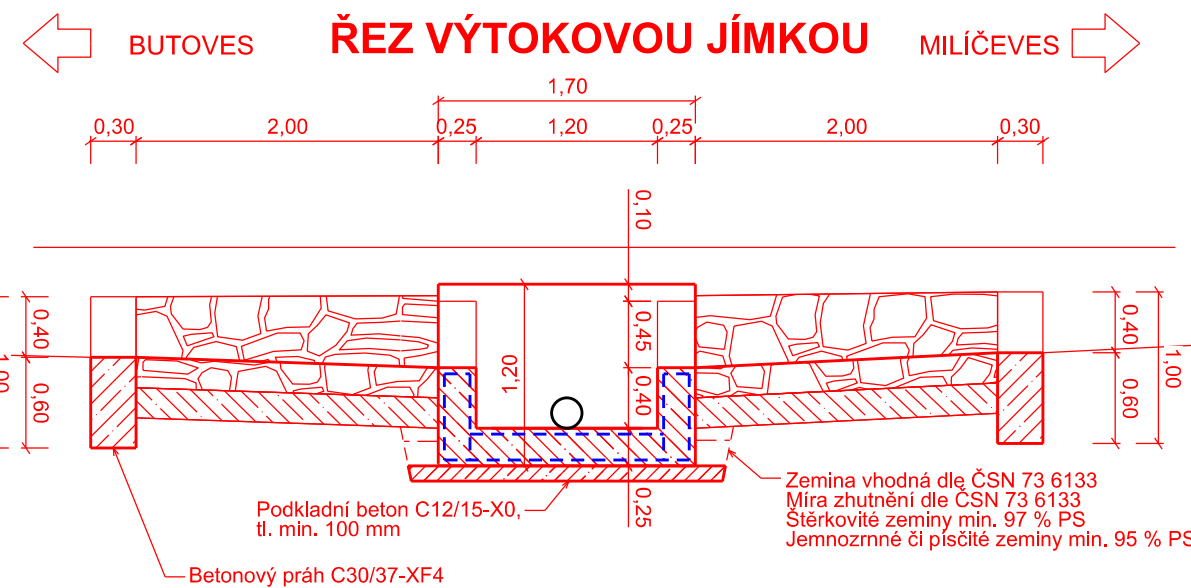 BUTOVES
ŘEZ VÝTOKOVOU JÍMKOU
MILÍČEVES
1,70
0,30
2,00
0,25
1,20
0,25
2,00
0,30
0,10
0,40
0,60
1,20
0,45
0,40
0,25
0,40
0,60
1,00
Podkladní beton C12/15-X0,
tl. min. 100 mm
Betonový práh C30/37-XF4
Zemina vhodná dle ČSN 73 6133
Míra zhutnění dle ČSN 73 6133
Štěrkovité zeminy min. 97 % PS
Jemnozrnné či písčité zeminy min. 95 % PS